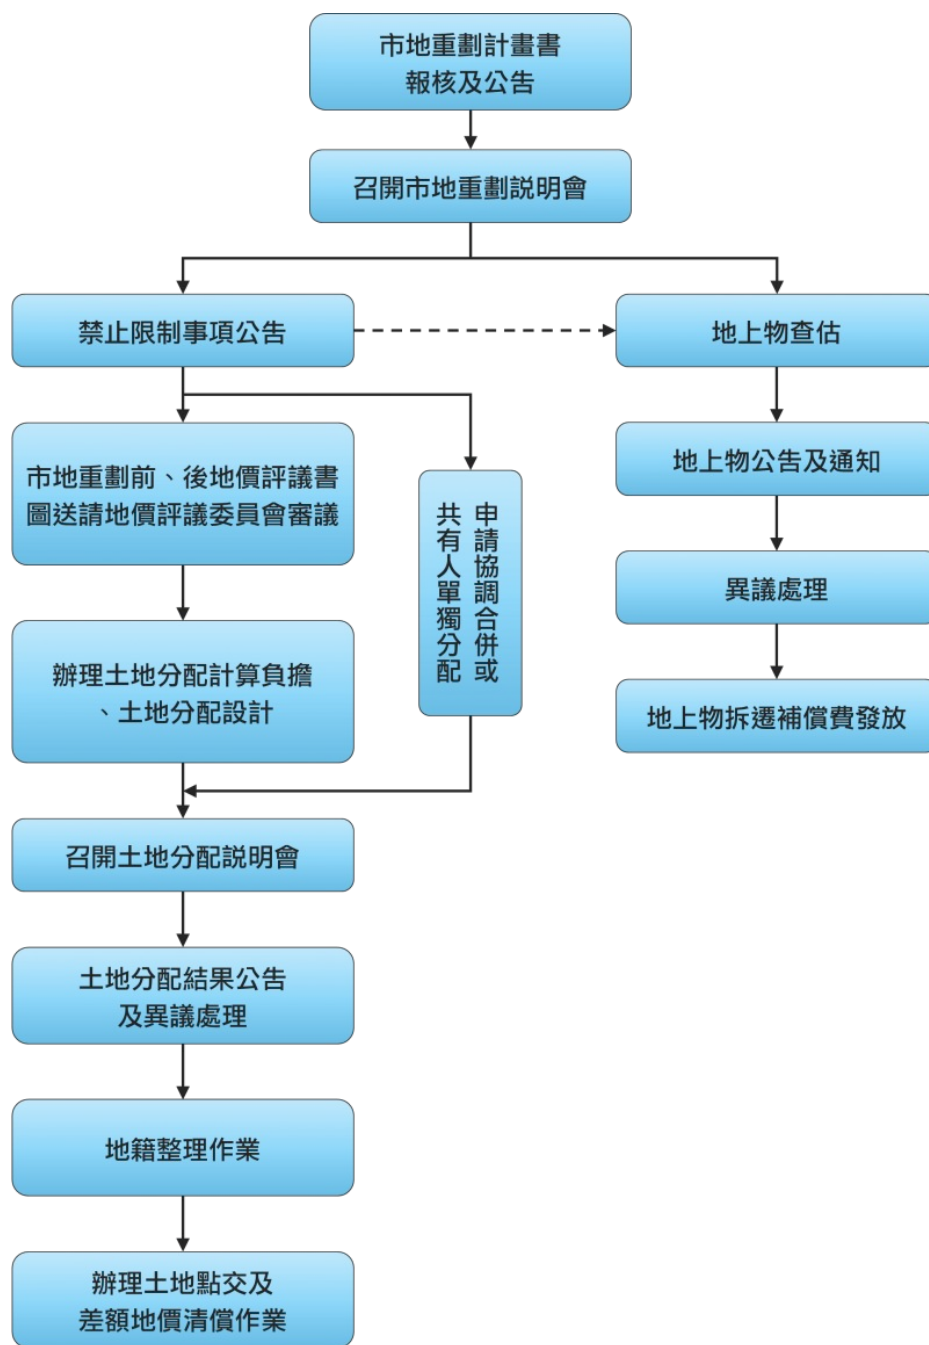 市地重劃計畫書
報核及公告
召開市地重劃說明會
禁止限制事項公告
地上物查估
市地重劃前、後地價評議書
圖送請地價評議委員會審議
申請協調合併或
共有人單獨分配
地上物公告及通知
異議處理
辦理土地分配計算負擔
、土地分配設計
地上物拆遷補償費發放
召開土地分配說明會
土地分配結果公告
及異議處理
地籍整理作業
辦理土地點交及
差額地價清償作業